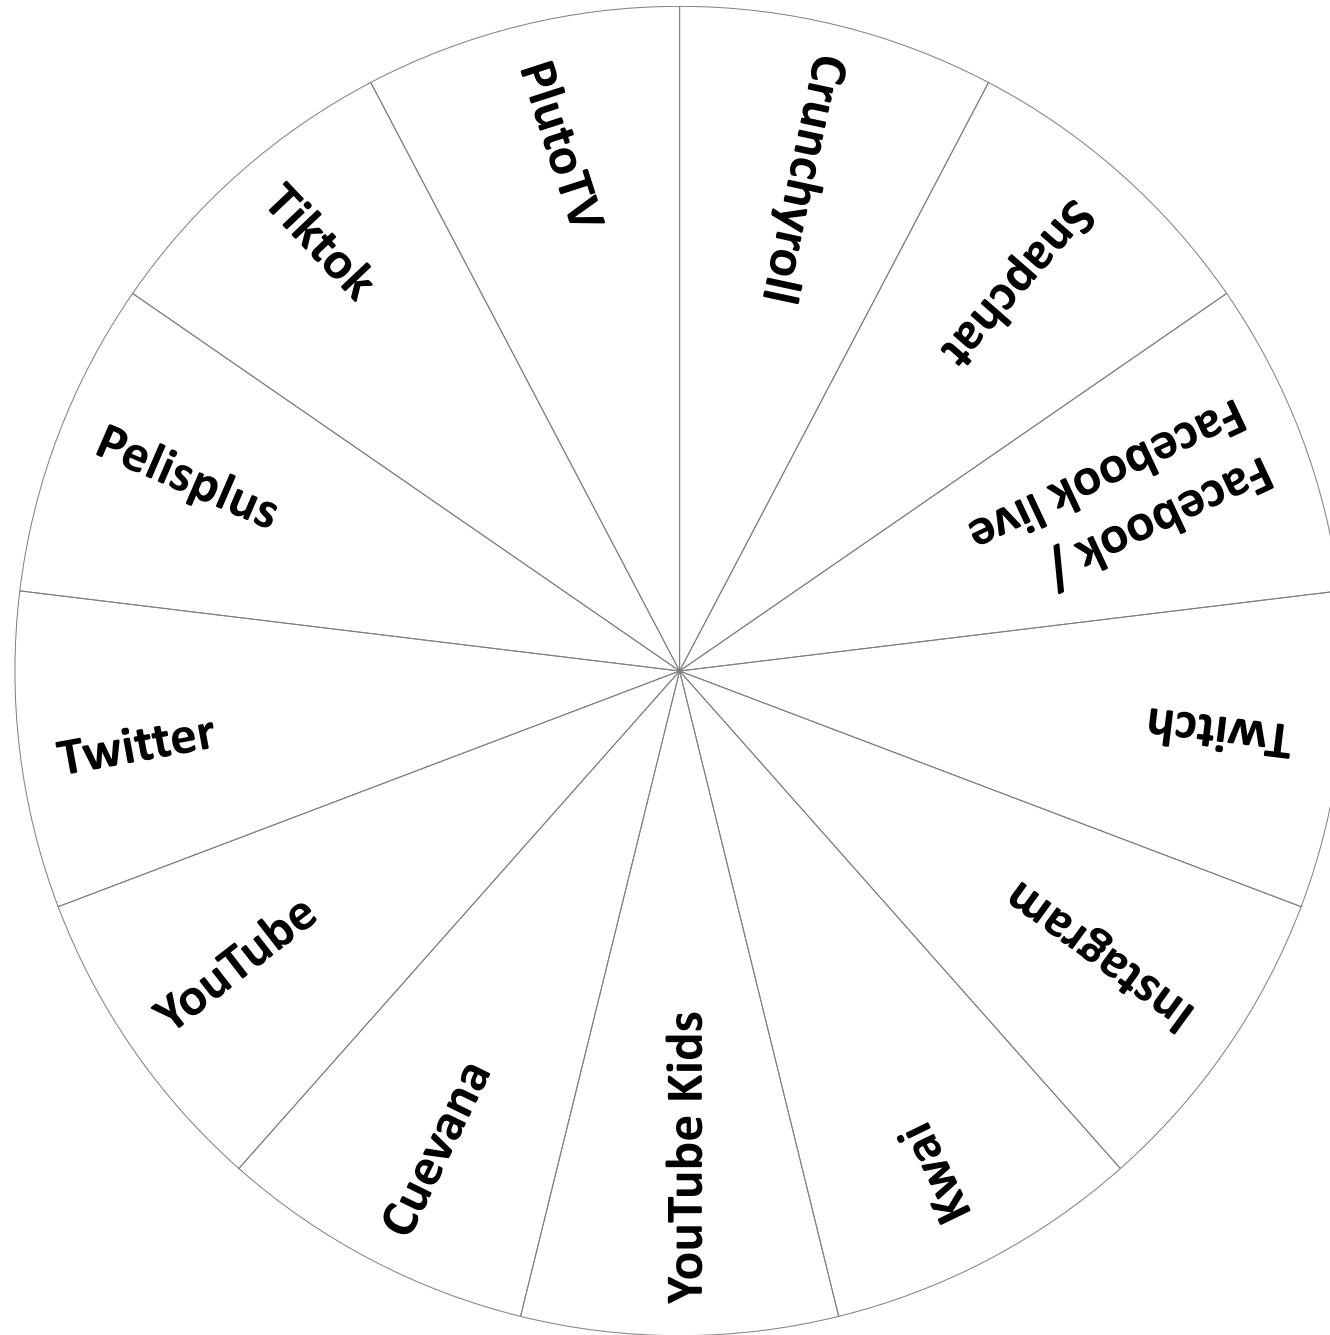 Crunchyroll
Snapchat
Facebook /
Facebook live
Twitch
Instagram
Kwai
YouTube Kids
Cuevana
YouTube
Twitter
Pelisplus
Tiktok
PlutoTV